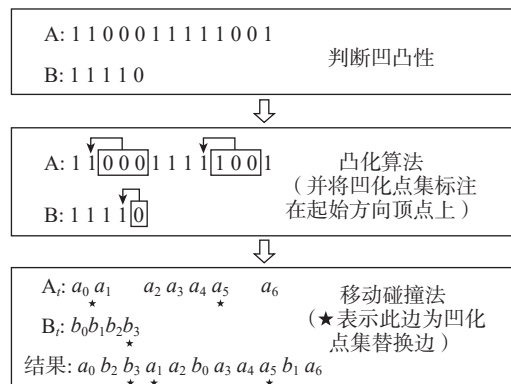 A: 1 1 0 0 0 1 1 1 1 1 0 0 1
B: 1 1 1 1 0
判断凹凸性
A: 1 1 0 0 0 1 1 1 1 1 0 0 1
B: 1 1 1 1 0
凸化算法
(并将凹化点集标注
在起始方向顶点上)
Aₜ: a₀ a₁ a₂ a₃ a₄ a₅ a₆
★ ★
Bₜ: b₀b₁b₂b₃
★
结果: a₀ b₂ b₃ a₁ a₂ b₀ a₃ a₄ a₅ b₁ a₆
★ ★ ★
移动碰撞法
(★表示此边为凹化
点集替换边)